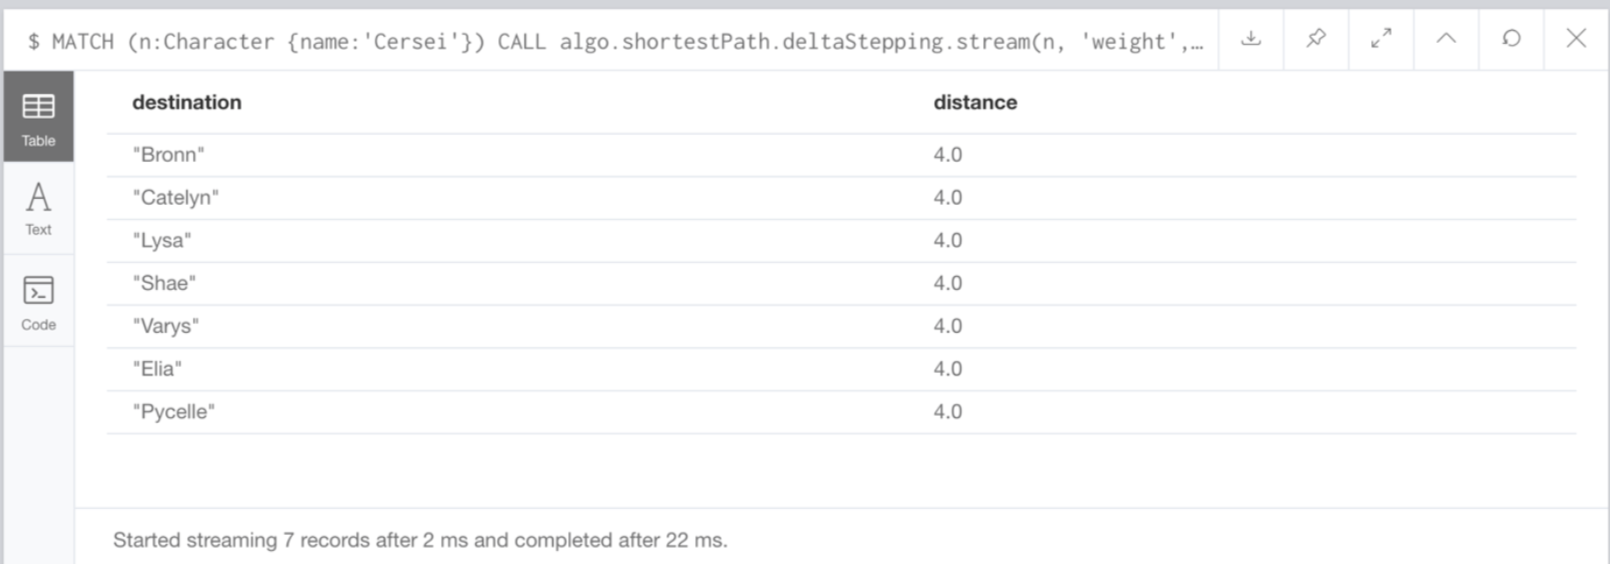 $ MATCH (n:Character {name:'Cersei'}) CALL algo.shortestPath.deltaStepping.stream(n, 'weight',…
Table
Text
Code
destination distance
"Bronn" 4.0
"Catelyn" 4.0
"Lysa" 4.0
"Shae" 4.0
"Varys" 4.0
"Elia" 4.0
"Pycelle" 4.0
Started streaming 7 records after 2 ms and completed after 22 ms.